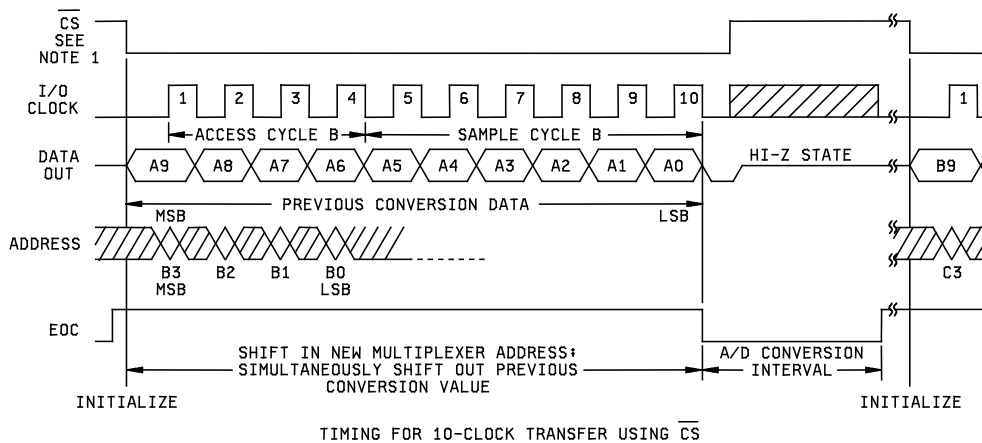 CS
SEE
NOTE 1
I/O
CLOCK
1 2 3 4 5 6 7 8 9 10 1
ACCESS CYCLE B SAMPLE CYCLE B
DATA
OUT
A9 A8 A7 A6 A5 A4 A3 A2 A1 A0 HI-Z STATE B9
PREVIOUS CONVERSION DATA
MSB LSB
ADDRESS
B3 B2 B1 B0 C3
MSB LSB
EOC
SHIFT IN NEW MULTIPLEXER ADDRESS;
SIMULTANEOUSLY SHIFT OUT PREVIOUS
CONVERSION VALUE
A/D CONVERSION
INTERVAL
INITIALIZE INITIALIZE
TIMING FOR 10-CLOCK TRANSFER USING CS